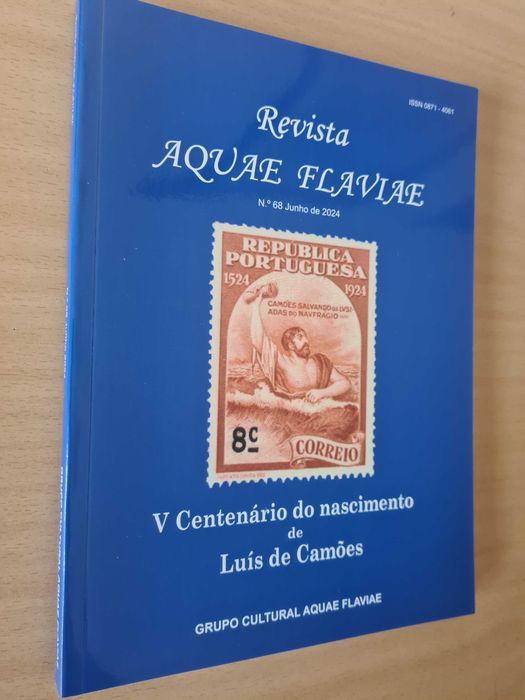 ISSN 0871 - 4061
Revista
AQUAE FLAVIAE
N.º 68 Junho de 2024
REPÚBLICA
PORTUGUESA
1524
1924
CAMÕES SALVANDO OS LVSI
ADAS DO NAVFRAGIO
8c
CORREIO
V Centenário do nascimento
de
Luís de Camões
GRUPO CULTURAL AQUAE FLAVIAE